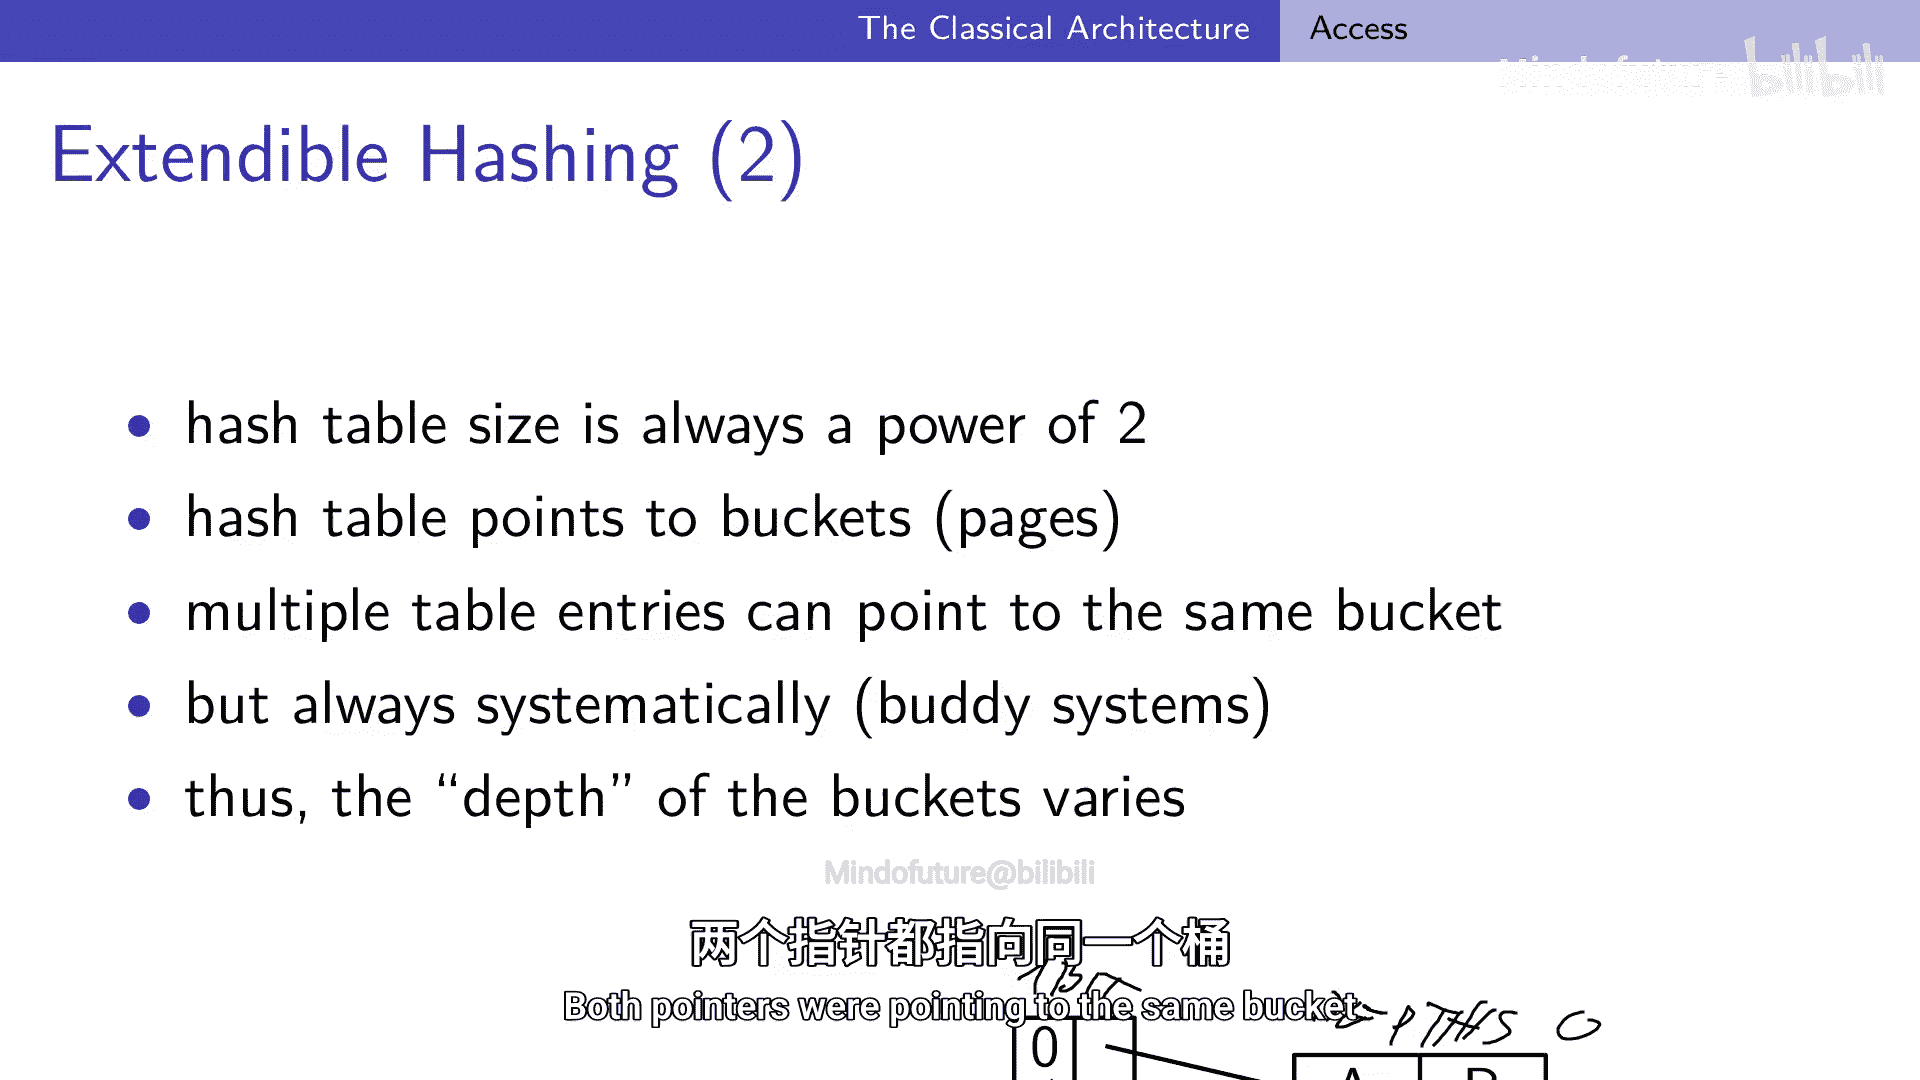 The Classical Architecture Access
bilibili
Extendible Hashing (2)
• hash table size is always a power of 2
• hash table points to buckets (pages)
• multiple table entries can point to the same bucket
• but always systematically (buddy systems)
• thus, the “depth” of the buckets varies
Mindofuture@bilibili
两个指针都指向同一个桶
Both pointers were pointing to the same bucket
0